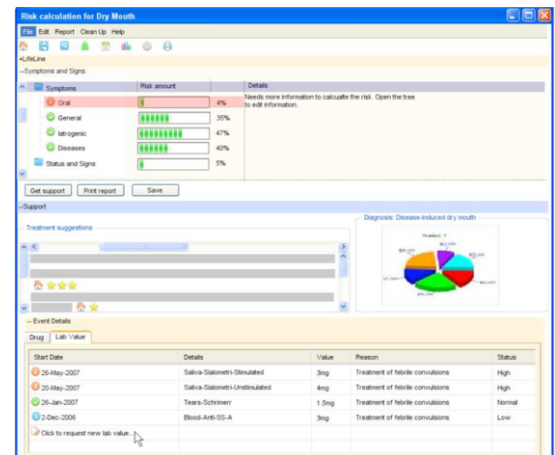 Risk calculation for Dry Mouth
File Edit Report Clean Up Help
+LifeLine
--Symptoms and Signs
Symptoms Risk amount Details
Oral 4% Needs more information to calcualte the risk. Open the tree
to edit information.
General 35%
Iatrogenic 47%
Diseases 40%
Status and Signs 5%
Get support Print report Save
--Support
Treatment suggestions
Diagnosis: Disease-induced dry mouth
Product
-- Event Details
Drug Lab Value
Start Date Details Value Reason Status
26-May-2007 Saliva-Sialometri-Stimulated 3mg Treatment of febrile convulsions High
20-May-2007 Saliva-Sialometri-Unstimulated 4mg Treatment of febrile convulsions High
26-Jan-2007 Tears-Schrimerr 1.5mg Treatment of febrile convulsions Normal
2-Dec-2006 Blood-Anti-SS-A 3mg Treatment of febrile convulsions Low
Click to request new lab value...